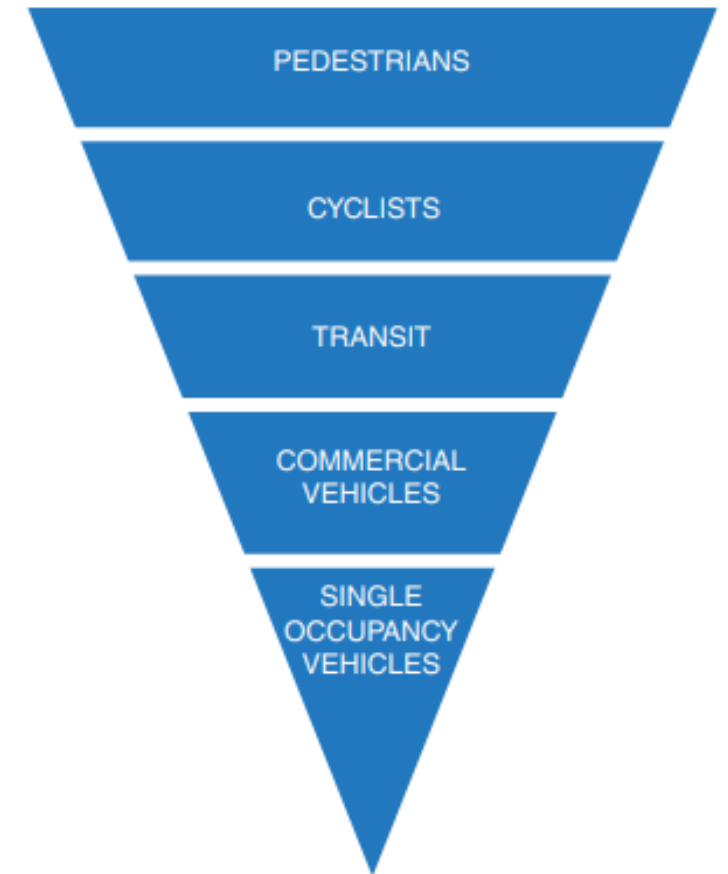 PEDESTRIANS
CYCLISTS
TRANSIT
COMMERCIAL
VEHICLES
SINGLE
OCCUPANCY
VEHICLES